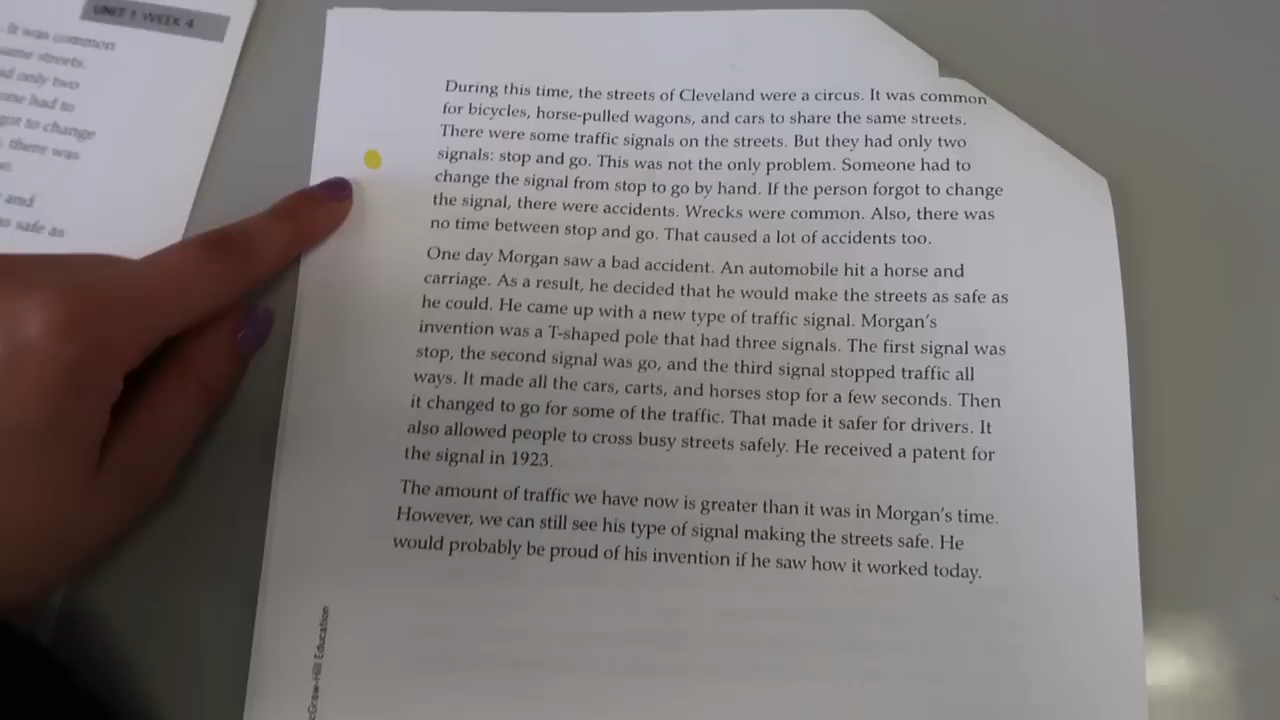 UNIT 1 WEEK 4
It was common
same streets.
ad only two
ome had to
got to change
there was
and
as safe as
During this time, the streets of Cleveland were a circus. It was common
for bicycles, horse-pulled wagons, and cars to share the same streets.
There were some traffic signals on the streets. But they had only two
signals: stop and go. This was not the only problem. Someone had to
change the signal from stop to go by hand. If the person forgot to change
the signal, there were accidents. Wrecks were common. Also, there was
no time between stop and go. That caused a lot of accidents too.
One day Morgan saw a bad accident. An automobile hit a horse and
carriage. As a result, he decided that he would make the streets as safe as
he could. He came up with a new type of traffic signal. Morgan's
invention was a T-shaped pole that had three signals. The first signal was
stop, the second signal was go, and the third signal stopped traffic all
ways. It made all the cars, carts, and horses stop for a few seconds. Then
it changed to go for some of the traffic. That made it safer for drivers. It
also allowed people to cross busy streets safely. He received a patent for
the signal in 1923.
The amount of traffic we have now is greater than it was in Morgan's time.
However, we can still see his type of signal making the streets safe. He
would probably be proud of his invention if he saw how it worked today.
cGraw-Hill Education